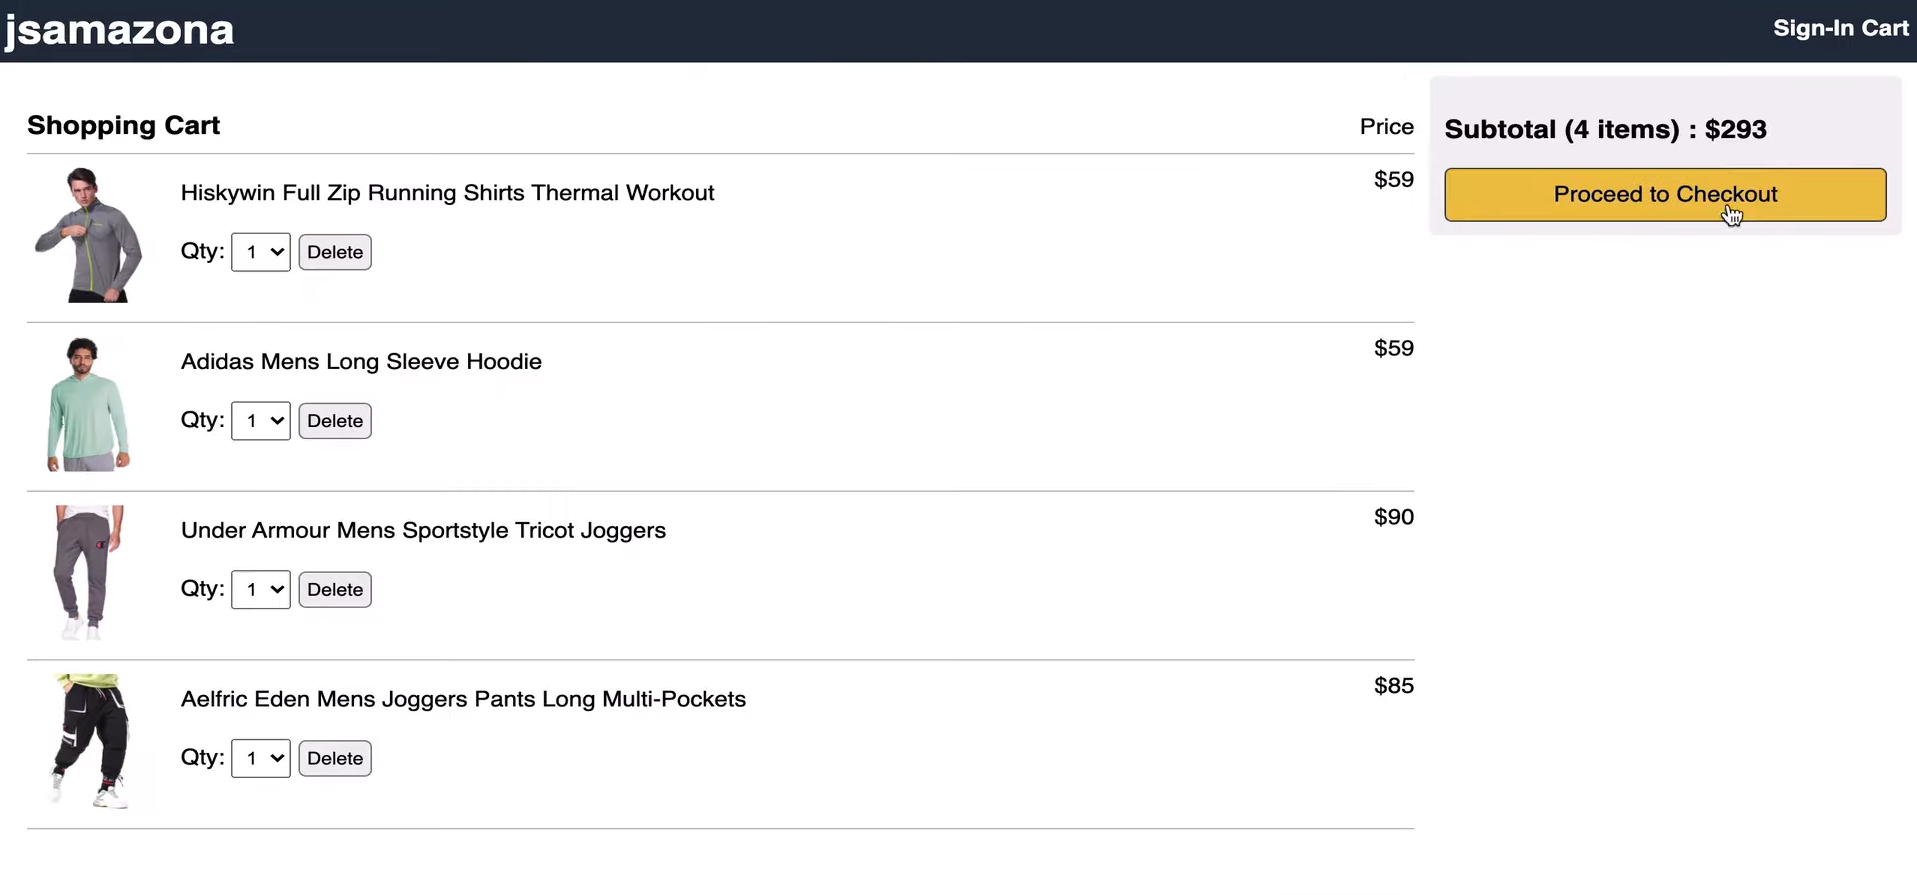 jsamazona
Sign-In Cart
Shopping Cart
Price
Hiskywin Full Zip Running Shirts Thermal Workout
$59
Qty: 1 Delete
Adidas Mens Long Sleeve Hoodie
$59
Qty: 1 Delete
Under Armour Mens Sportstyle Tricot Joggers
$90
Qty: 1 Delete
Aelfric Eden Mens Joggers Pants Long Multi-Pockets
$85
Qty: 1 Delete
Subtotal (4 items) : $293
Proceed to Checkout